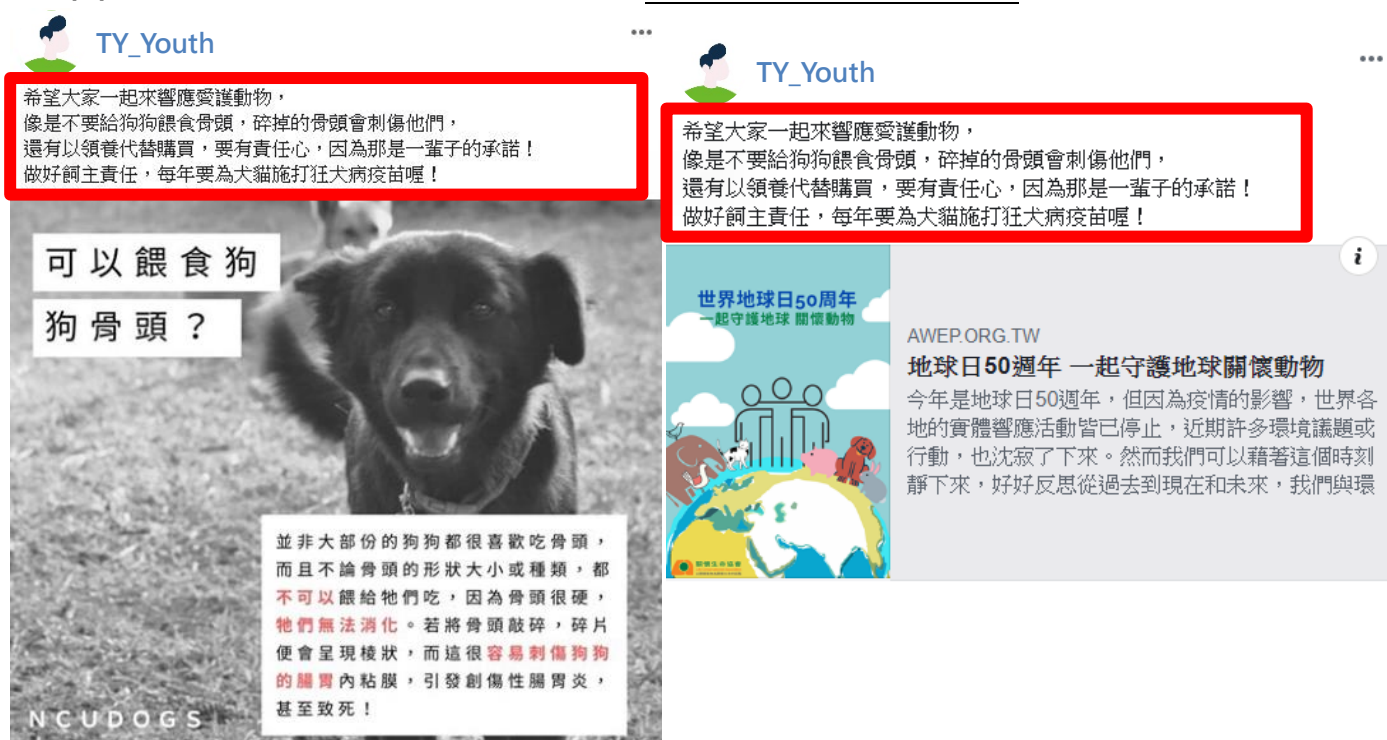 TY_Youth
希望大家一起來響應愛護動物，
像是不要給狗狗餵食骨頭，碎掉的骨頭會刺傷他們，
還有以領養代替購買，要有責任心，因為那是一輩子的承諾！
做好飼主責任，每年要為犬貓施打狂犬病疫苗喔！
可以餵食狗
狗骨頭？
並非大部份的狗狗都很喜歡吃骨頭，
而且不論骨頭的形狀大小或種類，都
不可以餵給牠們吃，因為骨頭很硬，
牠們無法消化。若將骨頭敲碎，碎片
便會呈現稜狀，而這很容易刺傷狗狗
的腸胃內粘膜，引發創傷性腸胃炎，
甚至致死！
NCUDOGS
TY_Youth
希望大家一起來響應愛護動物，
像是不要給狗狗餵食骨頭，碎掉的骨頭會刺傷他們，
還有以領養代替購買，要有責任心，因為那是一輩子的承諾！
做好飼主責任，每年要為犬貓施打狂犬病疫苗喔！
世界地球日50周年
一起守護地球 關懷動物
關懷生命協會
AWEP.ORG.TW
地球日50週年 一起守護地球關懷動物
今年是地球日50週年，但因為疫情的影響，世界各
地的實體響應活動皆已停止，近期許多環境議題或
行動，也沈寂了下來。然而我們可以藉著這個時刻
靜下來，好好反思從過去到現在和未來，我們與環